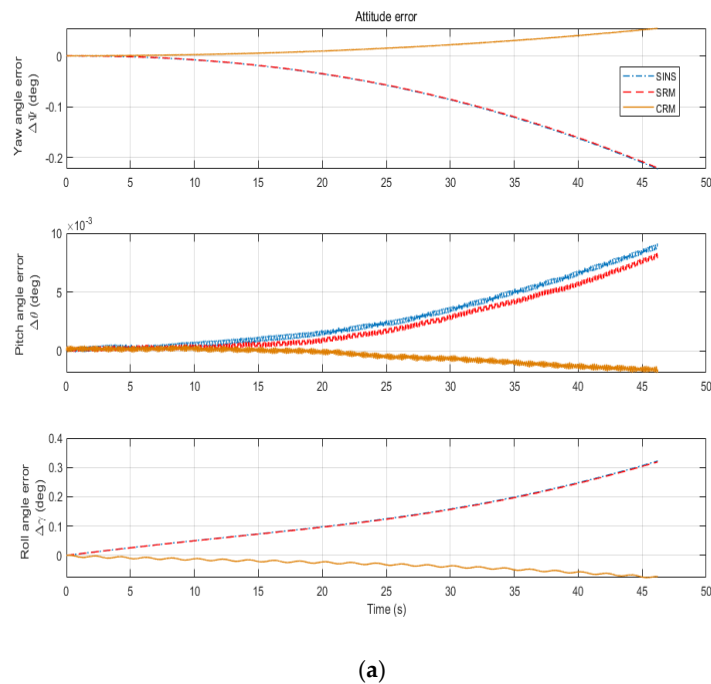 Attitude error
Yaw angle error
ΔΨ (deg)
0
-0.1
-0.2
SINS
SRM
CRM
0 5 10 15 20 25 30 35 40 45 50
×10⁻³
Pitch angle error
Δθ (deg)
10
5
0
0 5 10 15 20 25 30 35 40 45 50
Roll angle error
Δγ (deg)
0.4
0.3
0.2
0.1
0
0 5 10 15 20 25 30 35 40 45 50
Time (s)
(a)